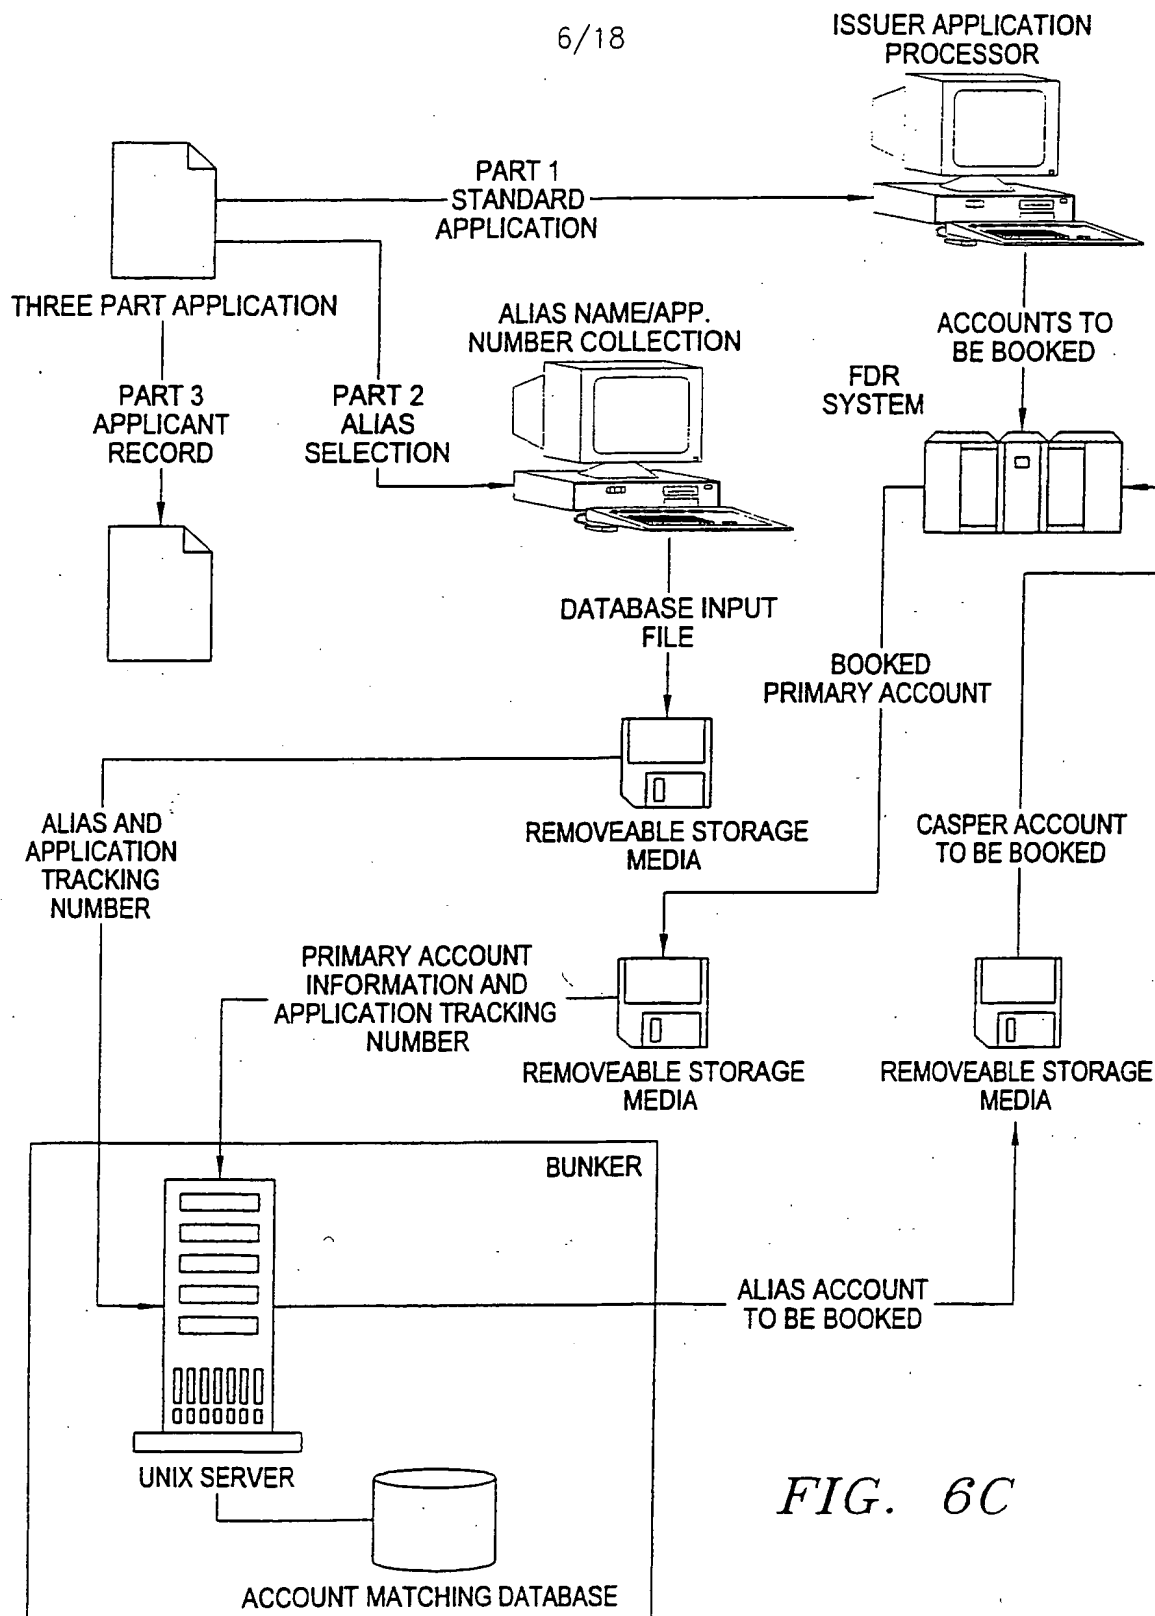 6/18
ISSUER APPLICATION
PROCESSOR
PART 1
STANDARD
APPLICATION
THREE PART APPLICATION
ALIAS NAME/APP.
NUMBER COLLECTION
ACCOUNTS TO
BE BOOKED
FDR
SYSTEM
PART 3
APPLICANT
RECORD
PART 2
ALIAS
SELECTION
DATABASE INPUT
FILE
BOOKED
PRIMARY ACCOUNT
ALIAS AND
APPLICATION
TRACKING
NUMBER
REMOVEABLE STORAGE
MEDIA
CASPER ACCOUNT
TO BE BOOKED
PRIMARY ACCOUNT
INFORMATION AND
APPLICATION TRACKING
NUMBER
REMOVEABLE STORAGE
MEDIA
REMOVEABLE STORAGE
MEDIA
BUNKER
ALIAS ACCOUNT
TO BE BOOKED
UNIX SERVER
ACCOUNT MATCHING DATABASE
FIG. 6C